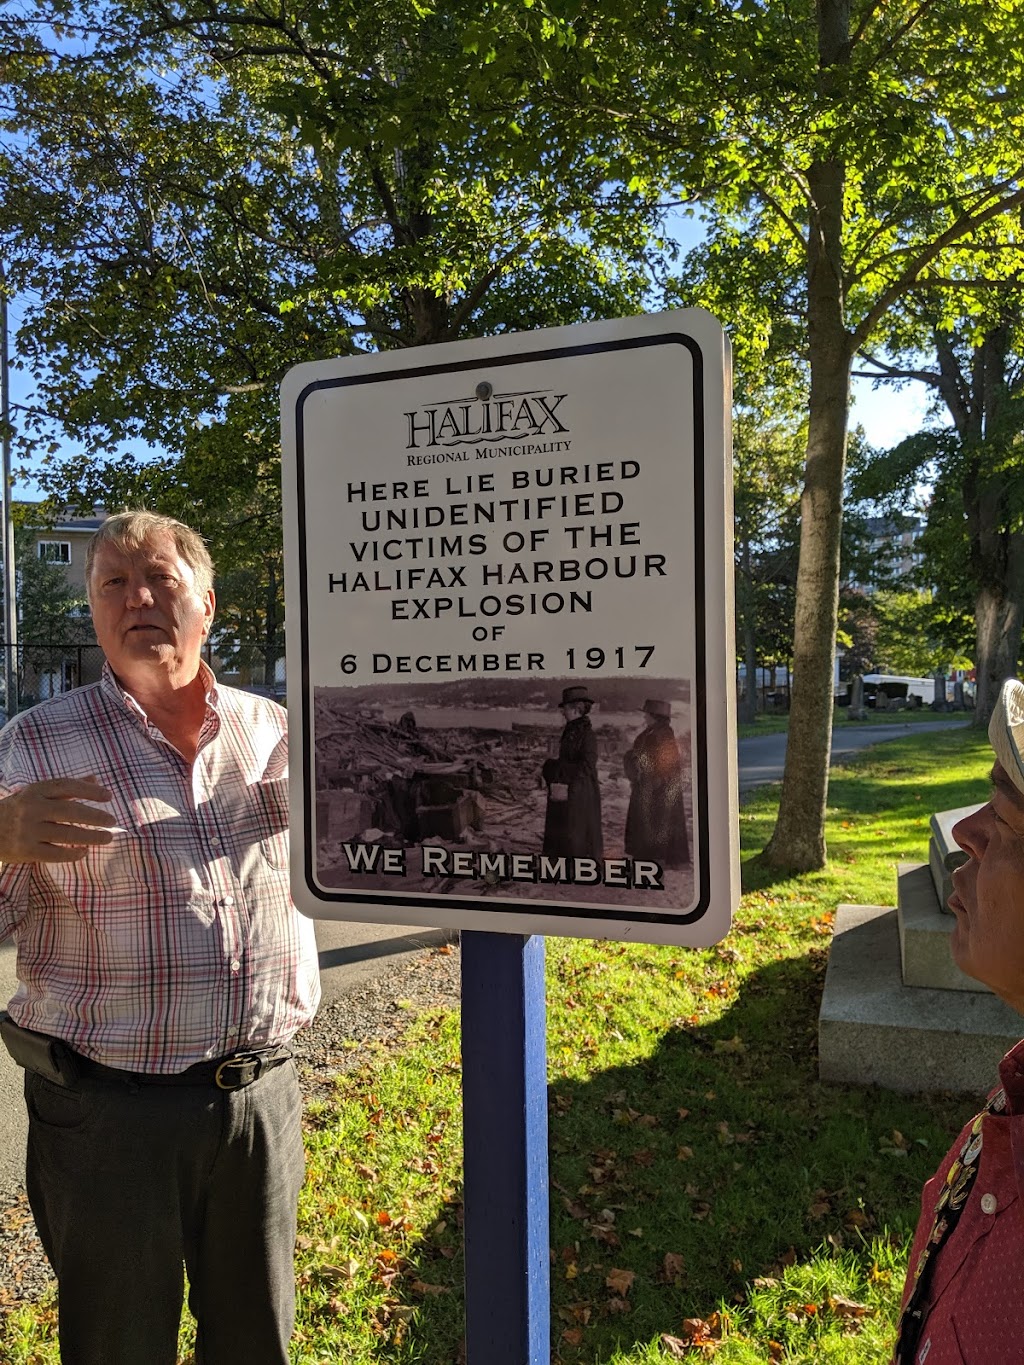 HALIFAX
REGIONAL MUNICIPALITY
HERE LIE BURIED
UNIDENTIFIED
VICTIMS OF THE
HALIFAX HARBOUR
EXPLOSION
OF
6 DECEMBER 1917
WE REMEMBER